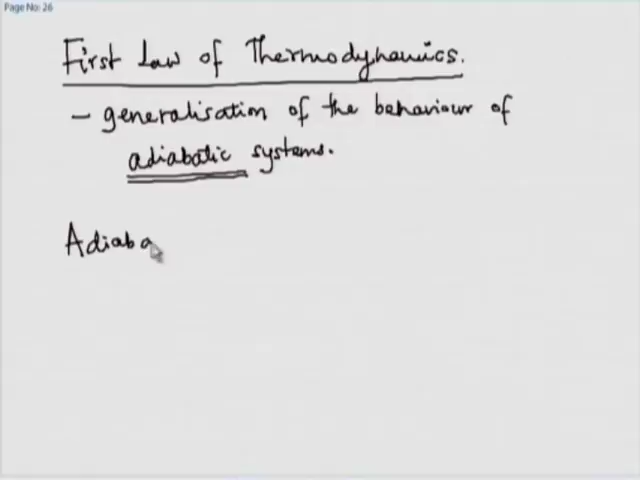 Page No: 26
First Law of Thermodynamics.
- generalisation of the behaviour of
adiabatic systems.
Adiaba